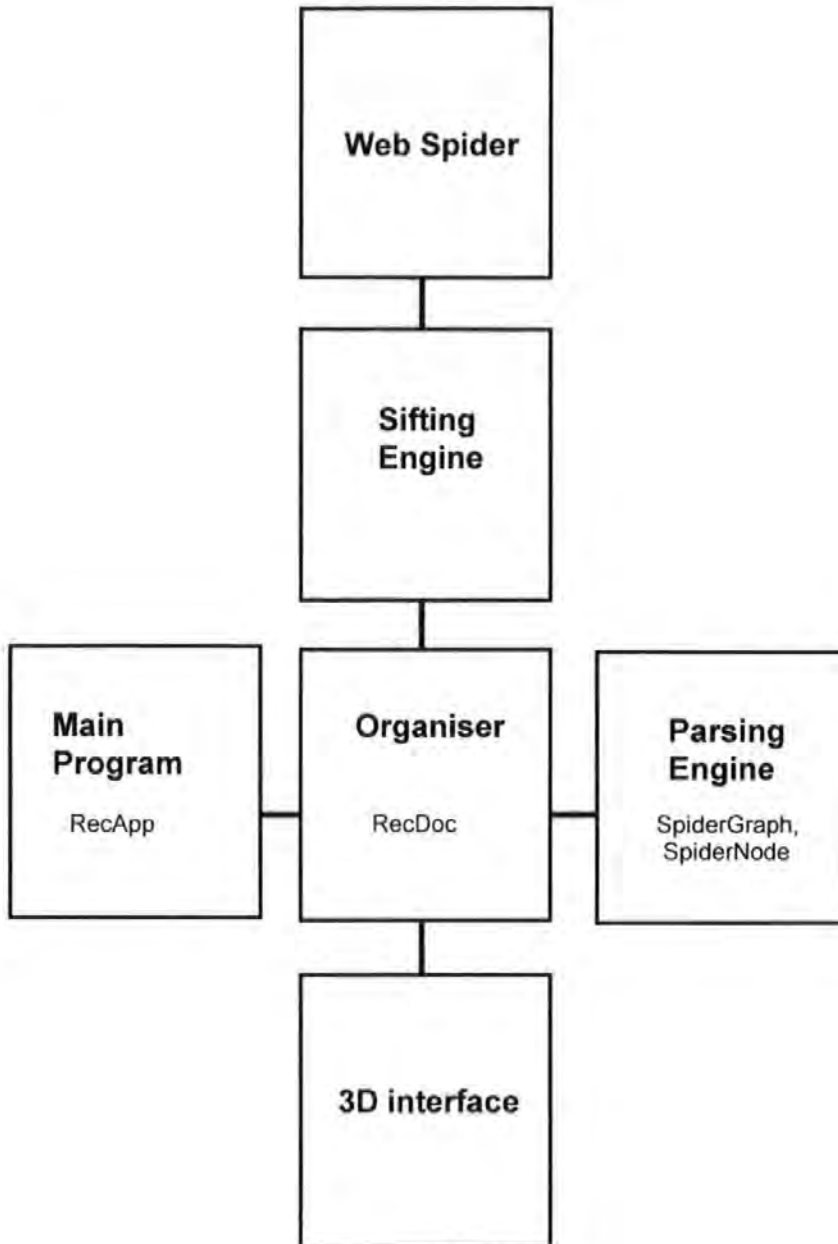 Web Spider
Sifting
Engine
Main
Program
RecApp
Organiser
RecDoc
Parsing
Engine
SpiderGraph,
SpiderNode
3D interface